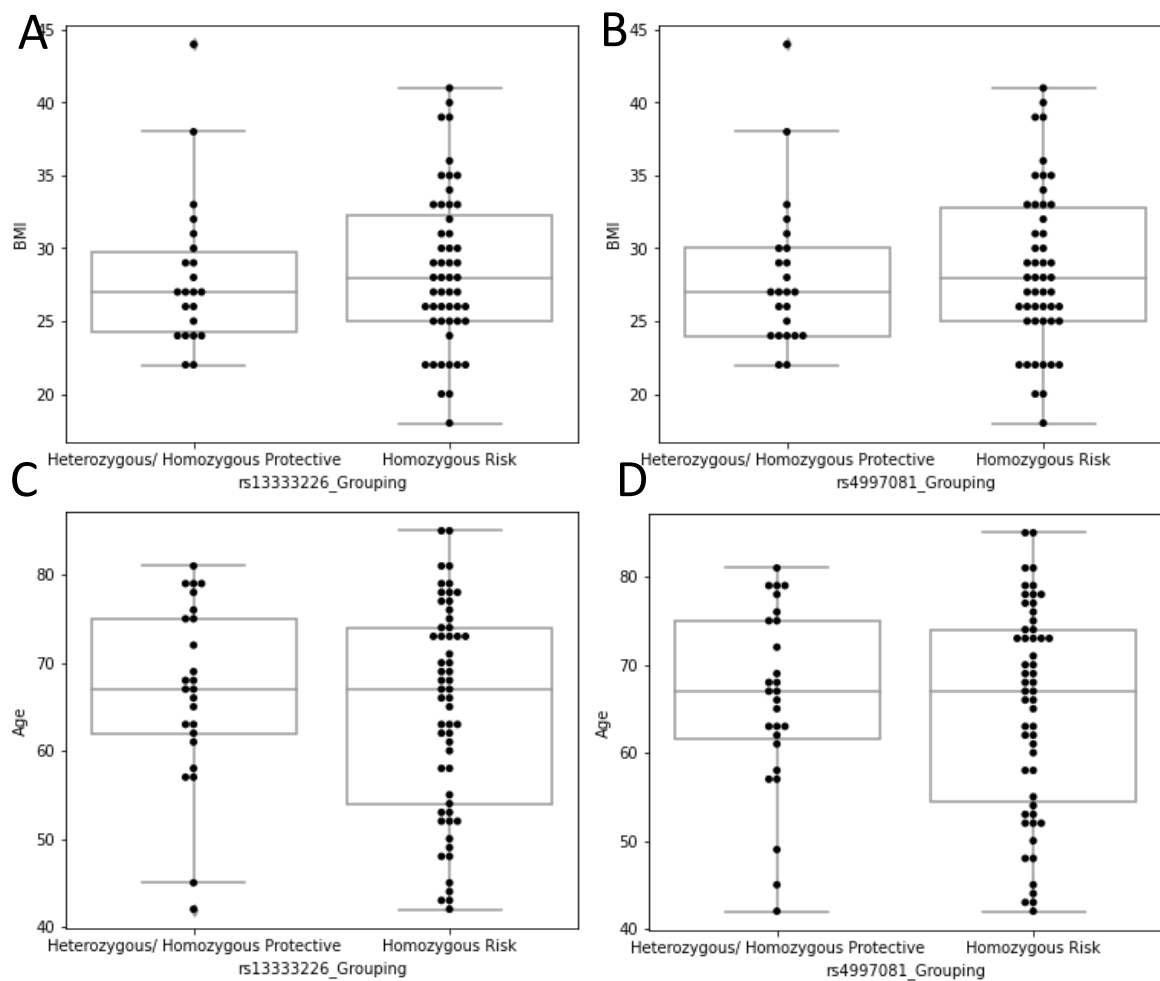 A
45
40
35
30
25
20
BMI
Heterozygous/ Homozygous Protective
Homozygous Risk
rs13333226_Grouping
B
45
40
35
30
25
20
BMI
Heterozygous/ Homozygous Protective
Homozygous Risk
rs4997081_Grouping
C
80
70
60
50
40
Age
Heterozygous/ Homozygous Protective
Homozygous Risk
rs13333226_Grouping
D
80
70
60
50
40
Age
Heterozygous/ Homozygous Protective
Homozygous Risk
rs4997081_Grouping